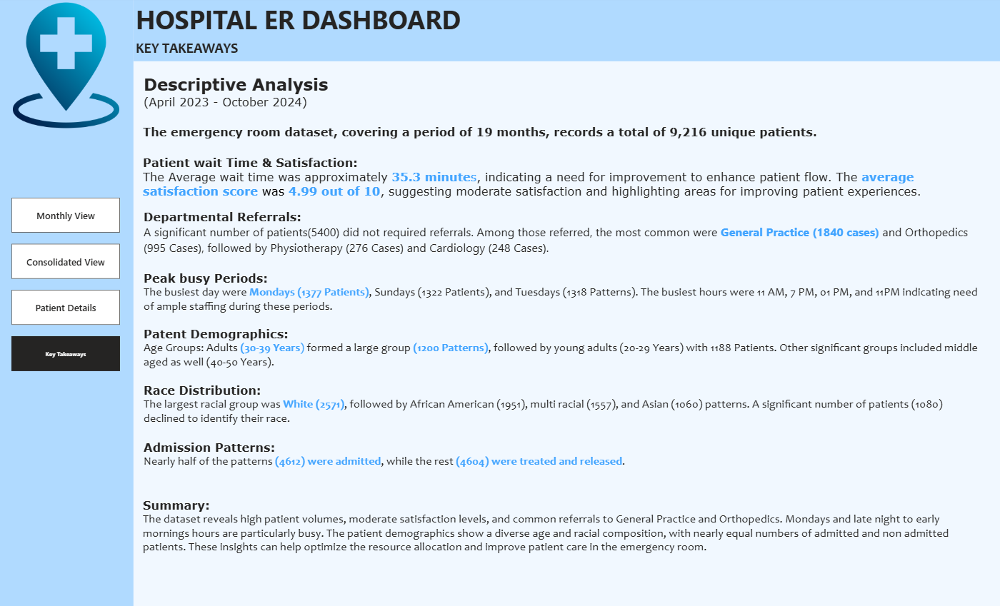 HOSPITAL ER DASHBOARD
KEY TAKEAWAYS
Monthly View
Consolidated View
Patient Details
Key Takeaways
Descriptive Analysis
(April 2023 - October 2024)
The emergency room dataset, covering a period of 19 months, records a total of 9,216 unique patients.
Patient wait Time & Satisfaction:
The Average wait time was approximately 35.3 minutes, indicating a need for improvement to enhance patient flow. The average
satisfaction score was 4.99 out of 10, suggesting moderate satisfaction and highlighting areas for improving patient experiences.
Departmental Referrals:
A significant number of patients(5400) did not required referrals. Among those referred, the most common were General Practice (1840 cases) and Orthopedics
(995 Cases), followed by Physiotherapy (276 Cases) and Cardiology (248 Cases).
Peak busy Periods:
The busiest day were Mondays (1377 Patients), Sundays (1322 Patients), and Tuesdays (1318 Patterns). The busiest hours were 11 AM, 7 PM, 01 PM, and 11PM indicating need
of ample staffing during these periods.
Patent Demographics:
Age Groups: Adults (30-39 Years) formed a large group (1200 Patterns), followed by young adults (20-29 Years) with 1188 Patients. Other significant groups included middle
aged as well (40-50 Years).
Race Distribution:
The largest racial group was White (2571), followed by African American (1951), multi racial (1557), and Asian (1060) patterns. A significant number of patients (1080)
declined to identify their race.
Admission Patterns:
Nearly half of the patterns (4612) were admitted, while the rest (4604) were treated and released.
Summary:
The dataset reveals high patient volumes, moderate satisfaction levels, and common referrals to General Practice and Orthopedics. Mondays and late night to early
mornings hours are particularly busy. The patient demographics show a diverse age and racial composition, with nearly equal numbers of admitted and non admitted
patients. These insights can help optimize the resource allocation and improve patient care in the emergency room.